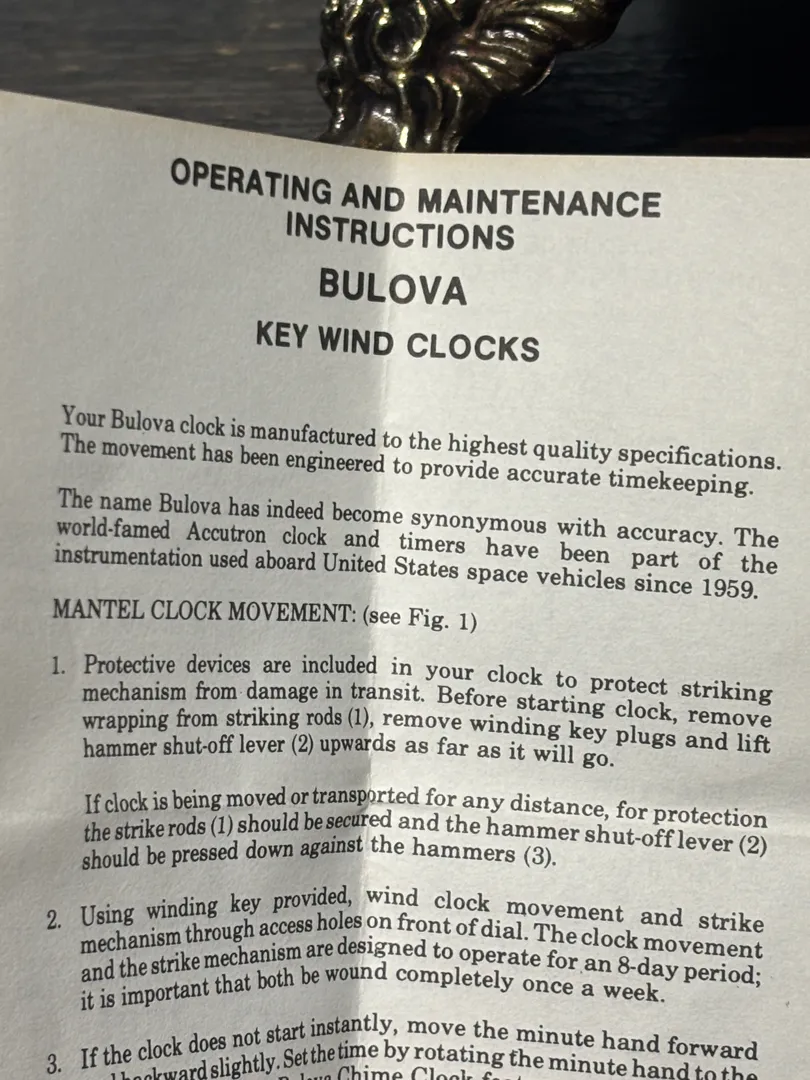 OPERATING AND MAINTENANCE
INSTRUCTIONS
BULOVA
KEY WIND CLOCKS
Your Bulova clock is manufactured to the highest quality specifications.
The movement has been engineered to provide accurate timekeeping.
The name Bulova has indeed become synonymous with accuracy. The
world-famed Accutron clock and timers have been part of the
instrumentation used aboard United States space vehicles since 1959.
MANTEL CLOCK MOVEMENT: (see Fig. 1)
1. Protective devices are included in your clock to protect striking
mechanism from damage in transit. Before starting clock, remove
wrapping from striking rods (1), remove winding key plugs and lift
hammer shut-off lever (2) upwards as far as it will go.
If clock is being moved or transported for any distance, for protection
the strike rods (1) should be secured and the hammer shut-off lever (2)
should be pressed down against the hammers (3).
2. Using winding key provided, wind clock movement and strike
mechanism through access holes on front of dial. The clock movement
and the strike mechanism are designed to operate for an 8-day period;
it is important that both be wound completely once a week.
3. If the clock does not start instantly, move the minute hand forward
backward slightly. Set the time by rotating the minute hand to the
Chime Clock